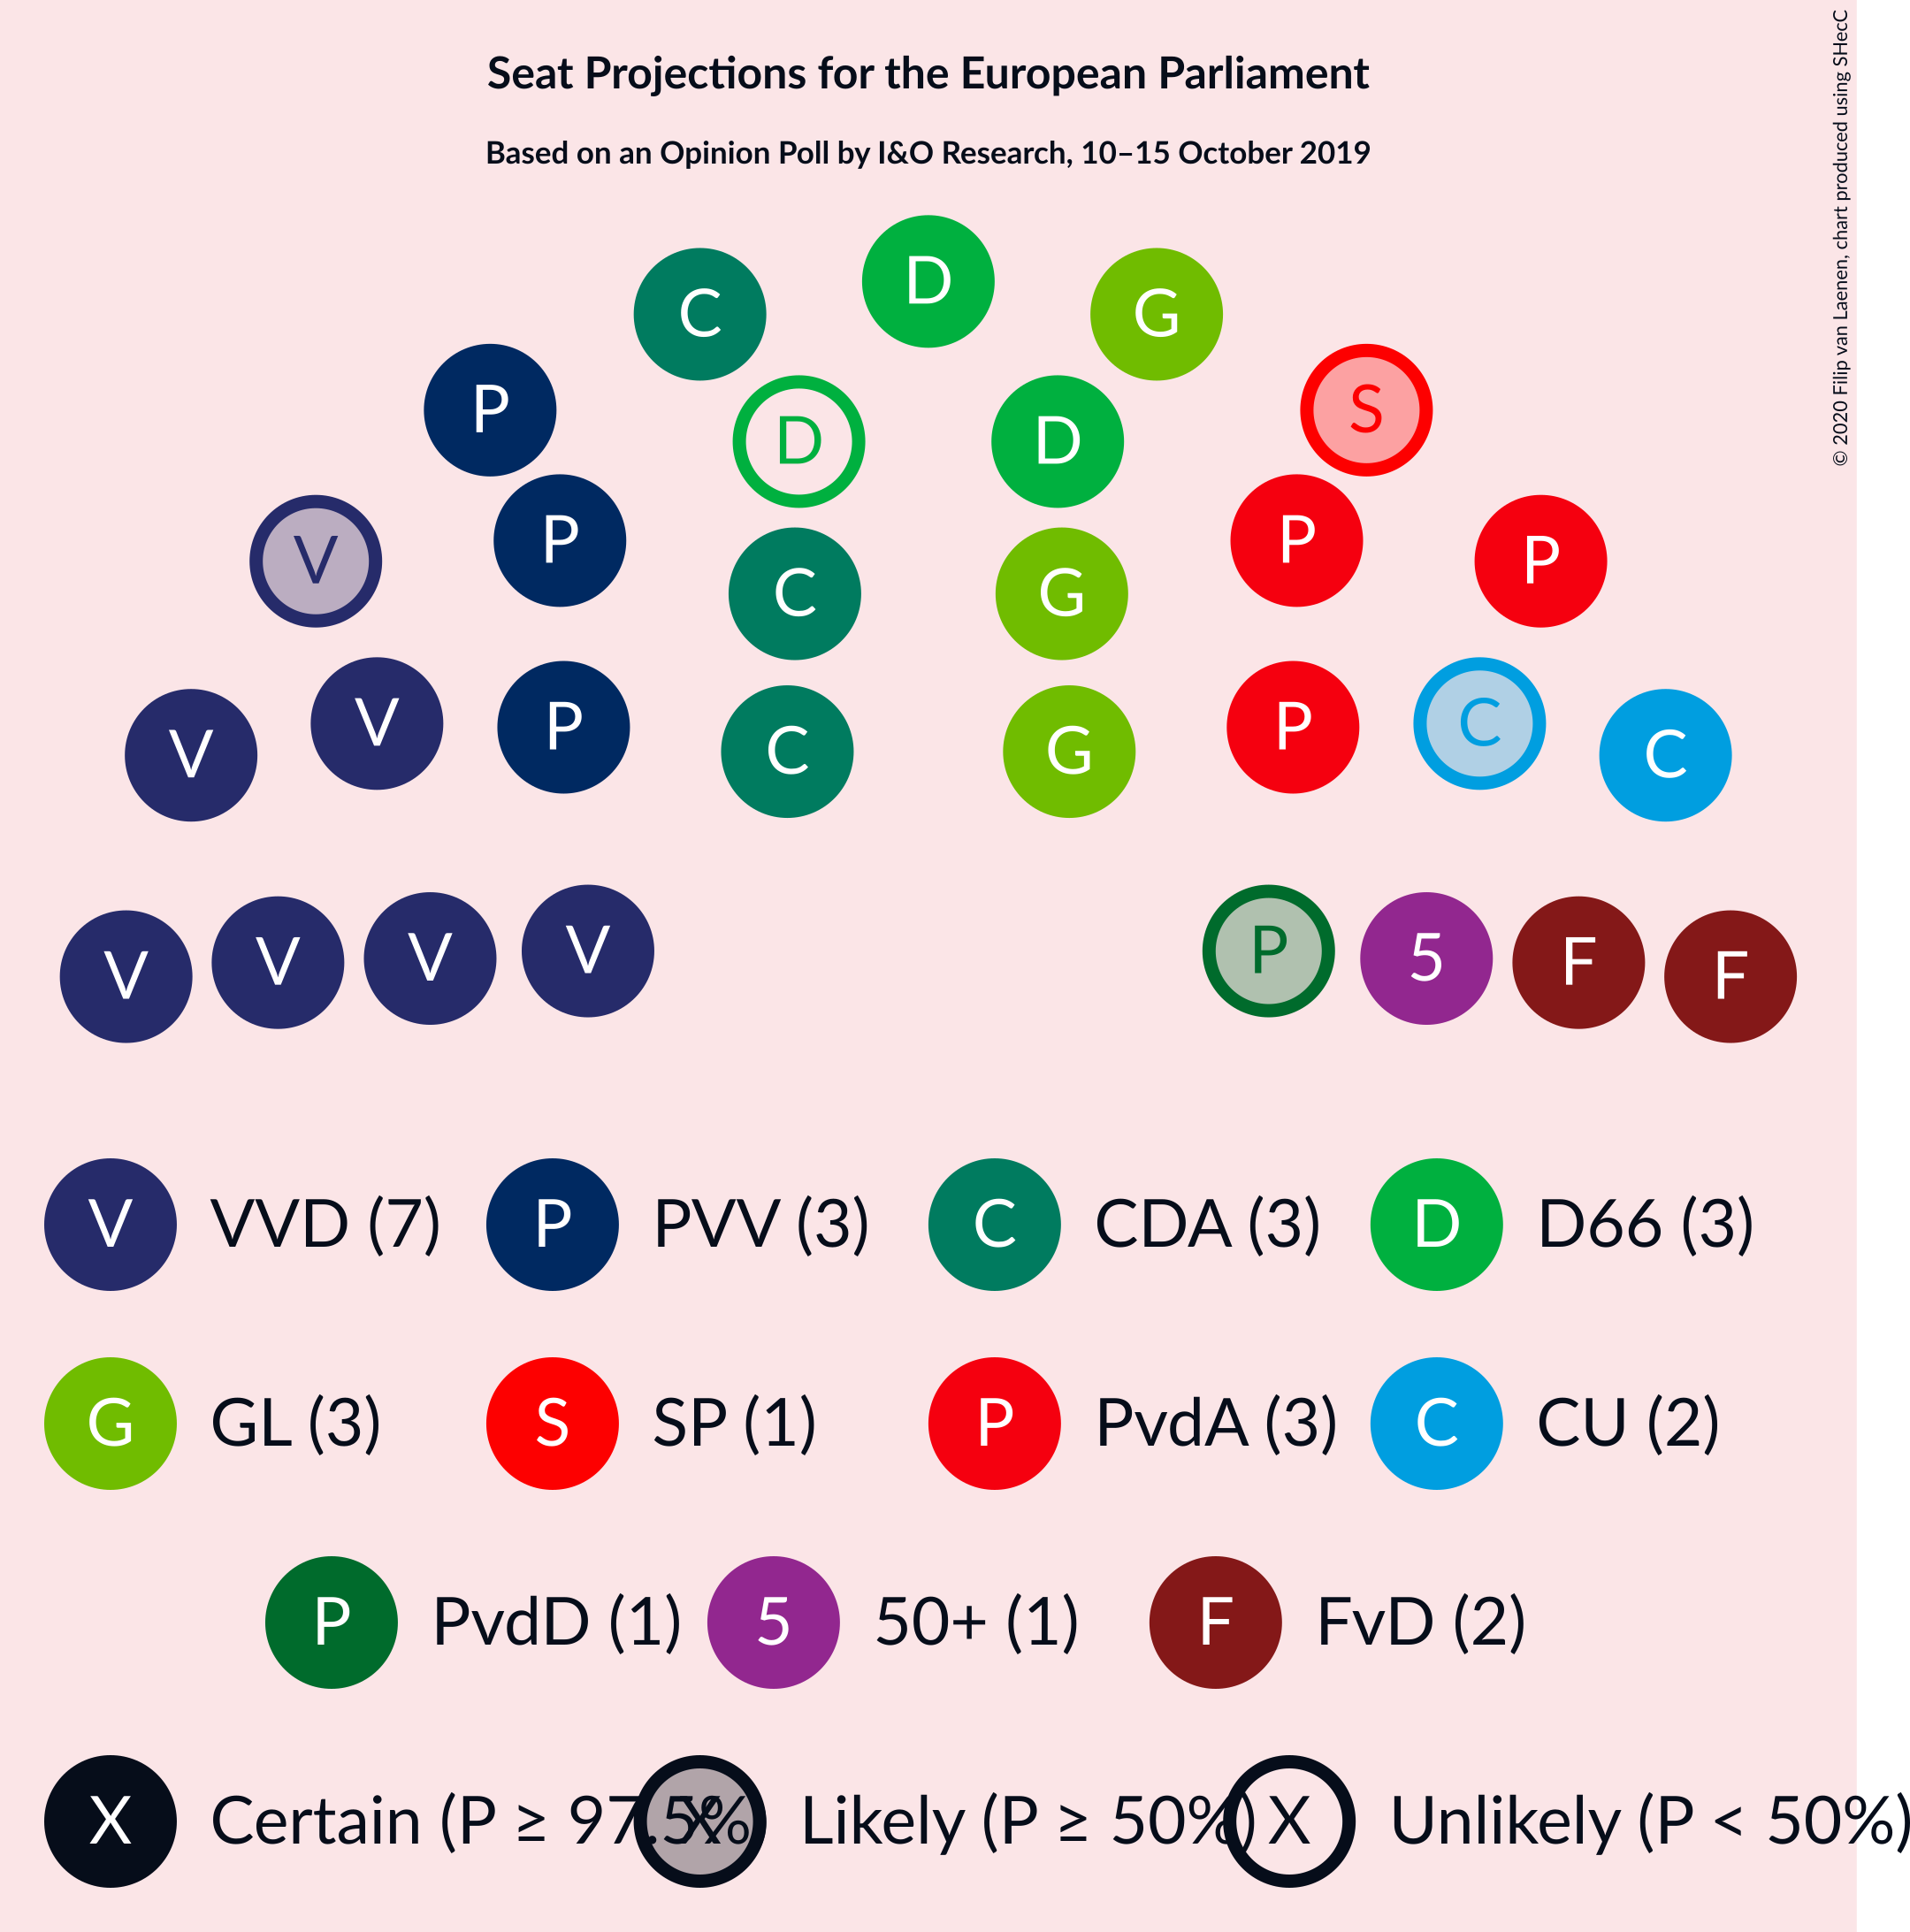 Seat Projections for the European Parliament
Based on an Opinion Poll by I&O Research, 10–15 October 2019
© 2020 Filip van Laenen, chart produced using SHecC
D
C G
P S
D D
P P
V P
C G
V C
P P
C G
V C
V P
V 5
V F
V F
V VVD (7) P PVV (3) C CDA (3) D D66 (3)
G GL (3) S SP (1) P PvdA (3) C CU (2)
P PvdD (1) 5 50+ (1) F FvD (2)
X Certain (P ≥ 97.5% X Likely (P ≥ 50%) X Unlikely (P < 50%)